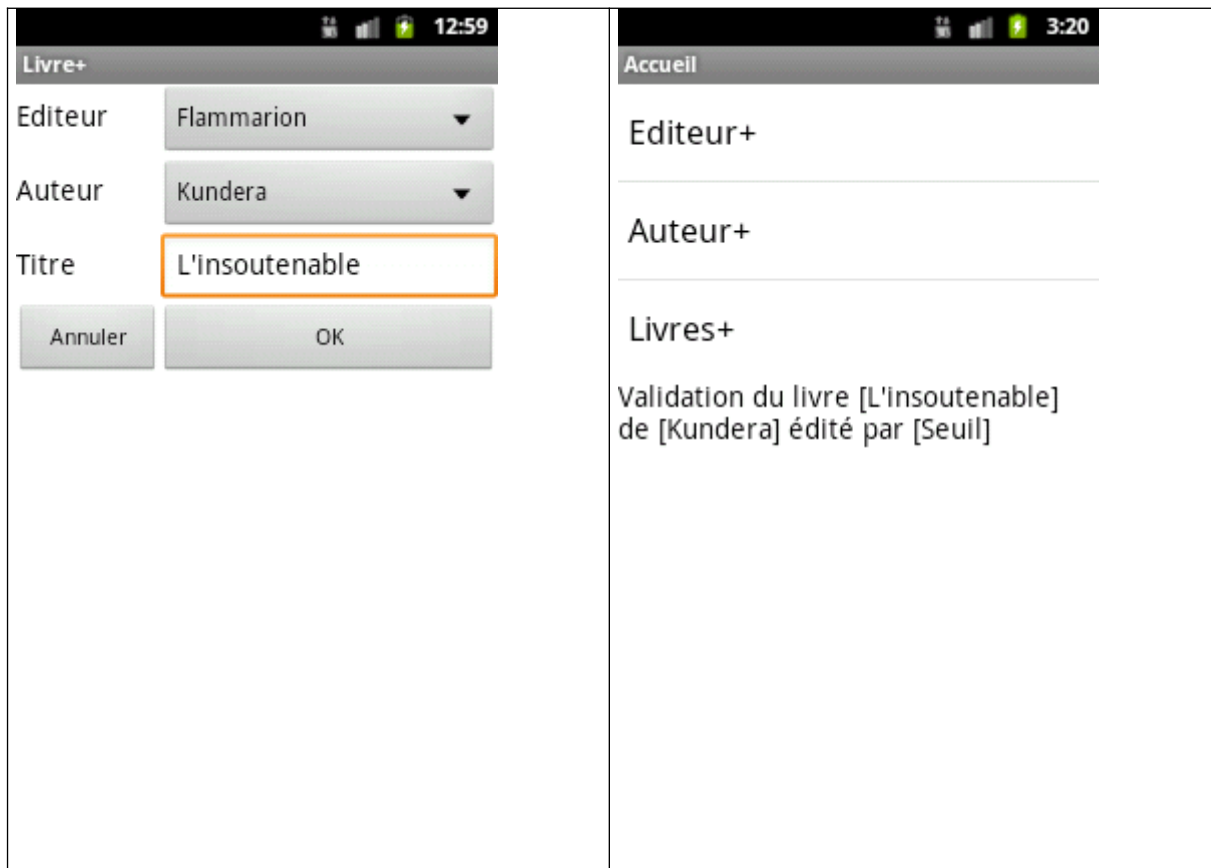 12:59
Livre+
Editeur
Flammarion
Auteur
Kundera
Titre
L'insoutenable
Annuler
OK
3:20
Accueil
Editeur+
Auteur+
Livres+
Validation du livre [L'insoutenable]
de [Kundera] édité par [Seuil]